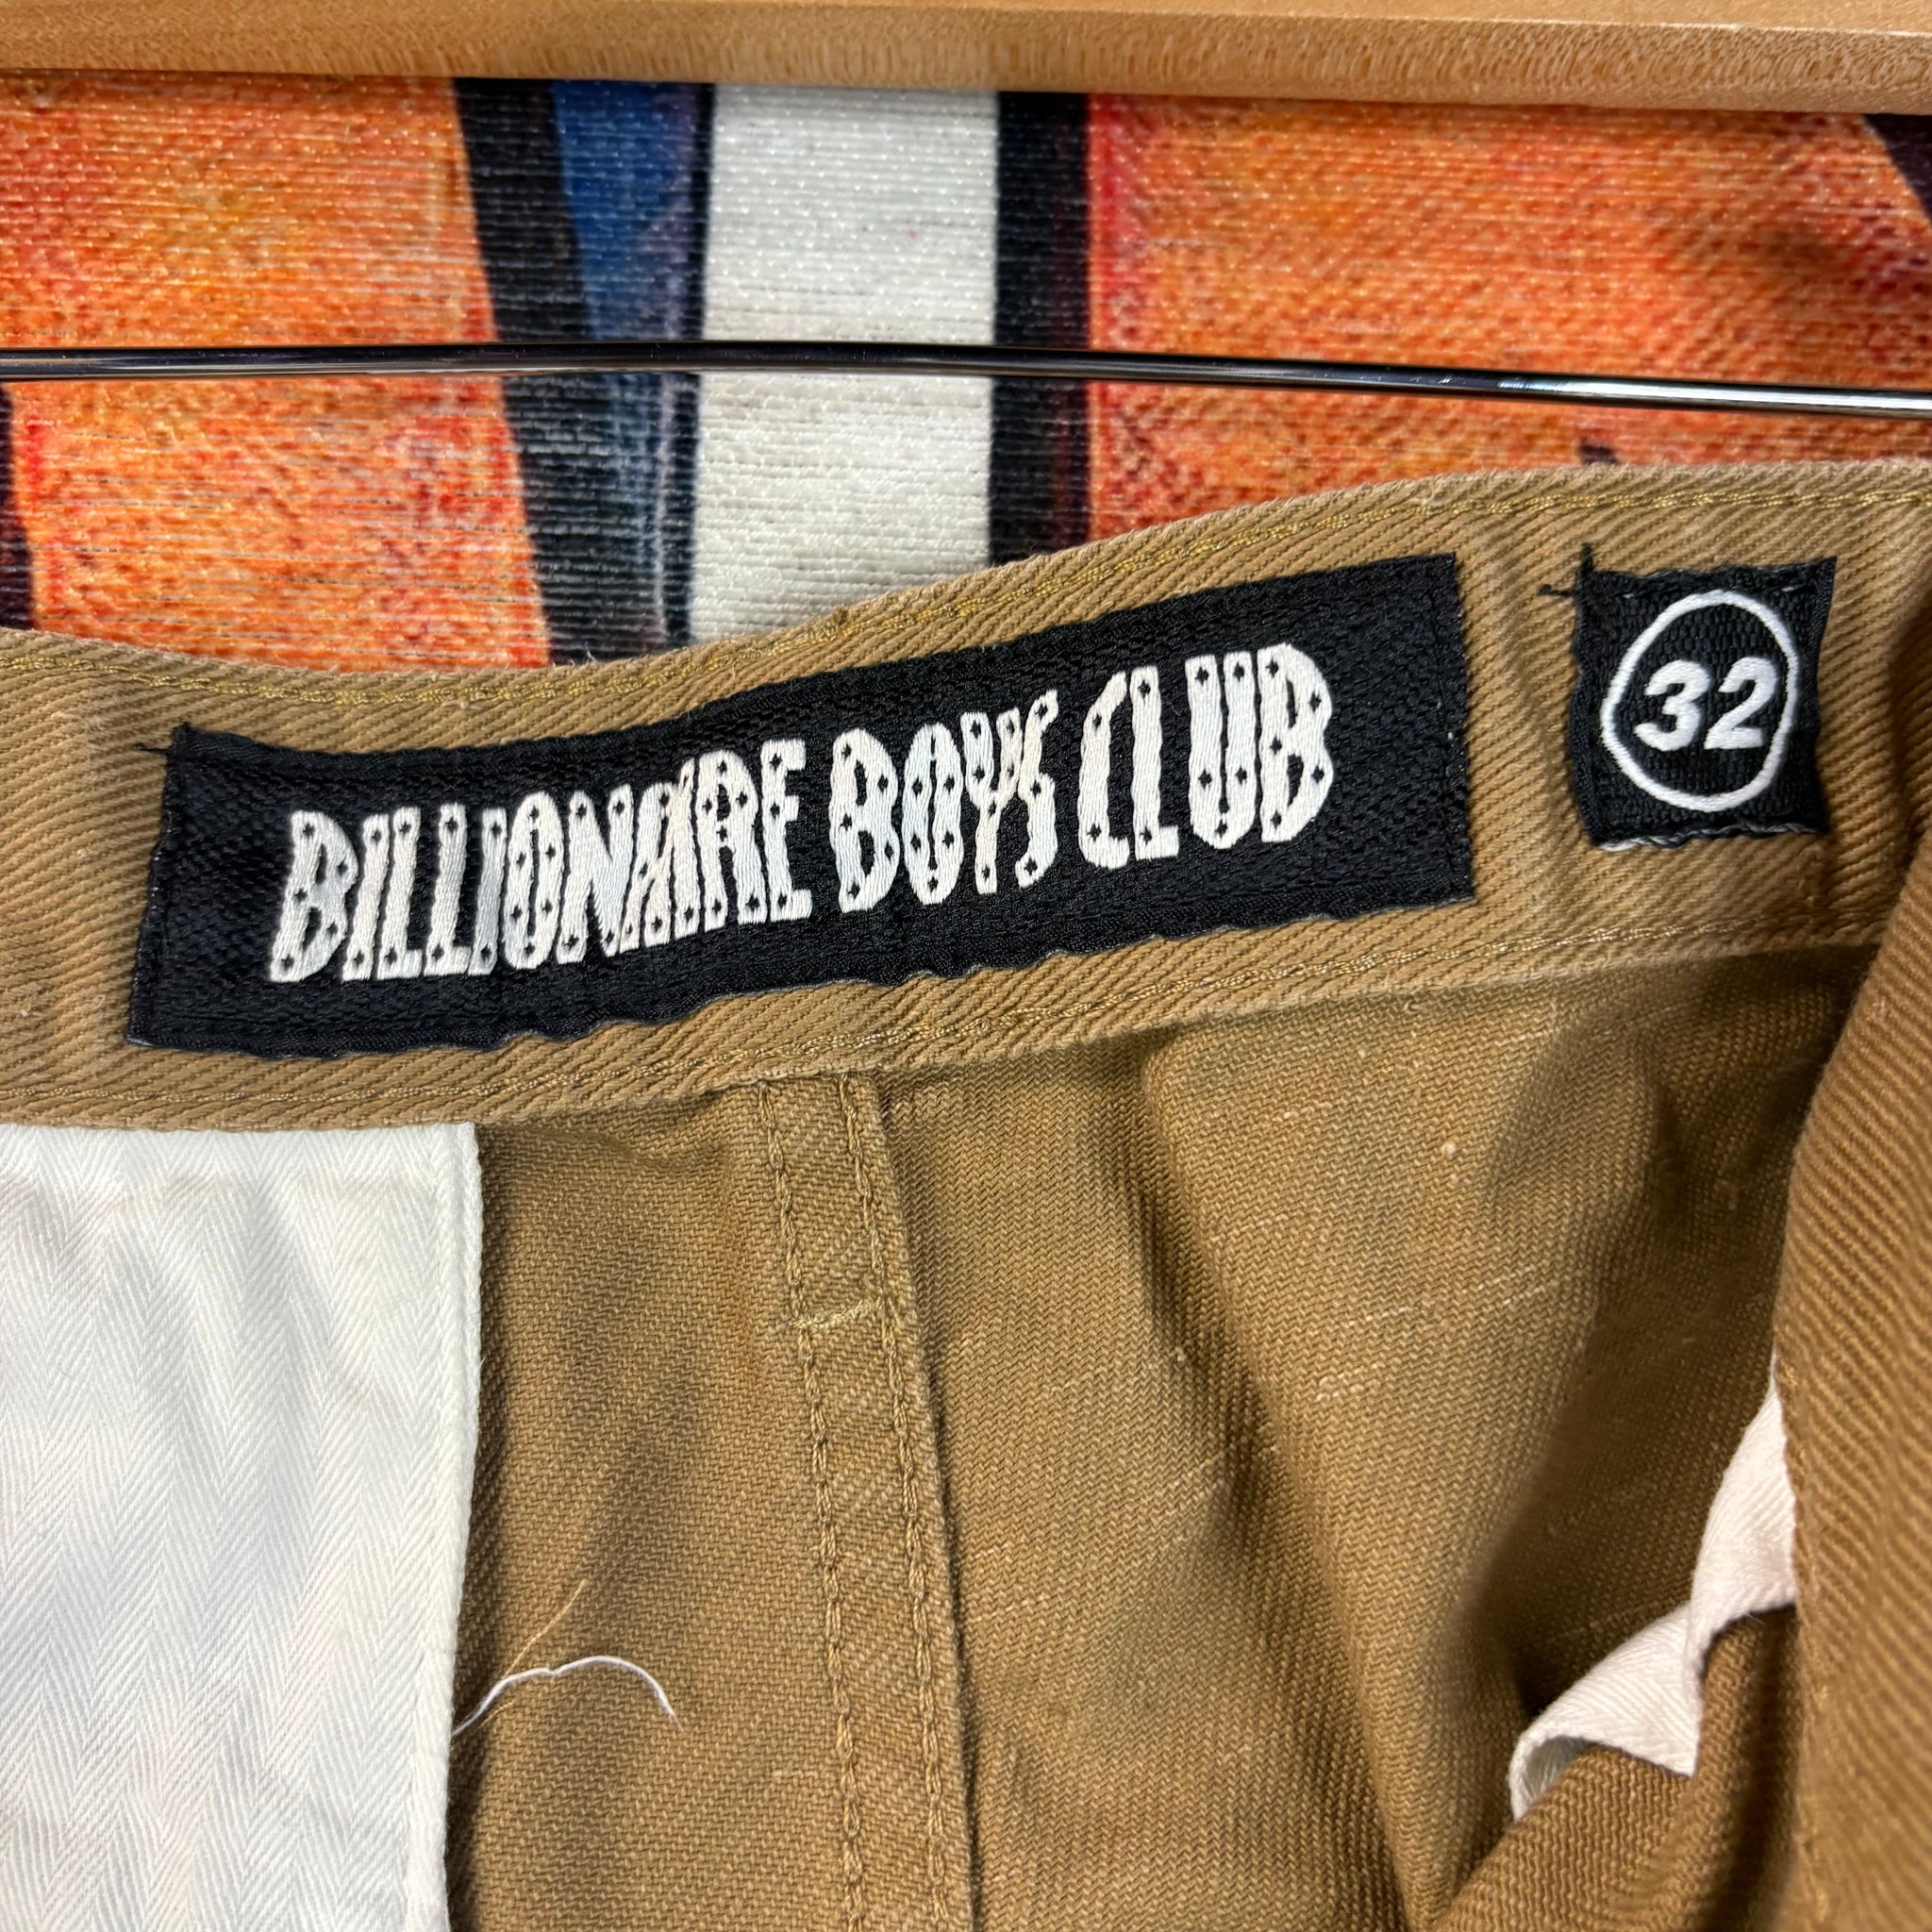 BILLIONAIRE BOYS CLUB
32